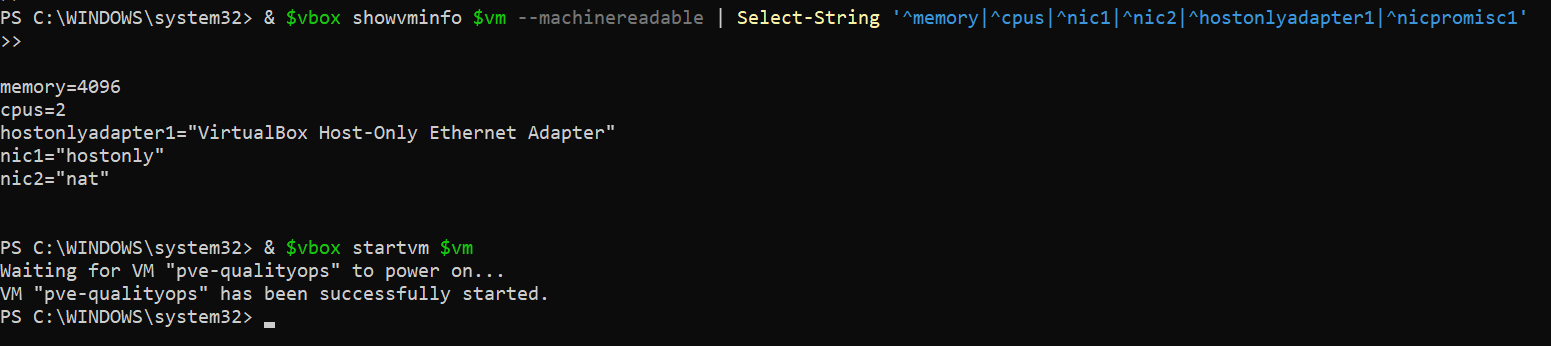 PS C:\WINDOWS\system32> & $vbox showvminfo $vm --machinereadable | Select-String '^memory|^cpus|^nic1|^nic2|^hostonlyadapter1|^nicpromisc1'
>>
memory=4096
cpus=2
hostonlyadapter1="VirtualBox Host-Only Ethernet Adapter"
nic1="hostonly"
nic2="nat"
PS C:\WINDOWS\system32> & $vbox startvm $vm
Waiting for VM "pve-qualityops" to power on...
VM "pve-qualityops" has been successfully started.
PS C:\WINDOWS\system32>